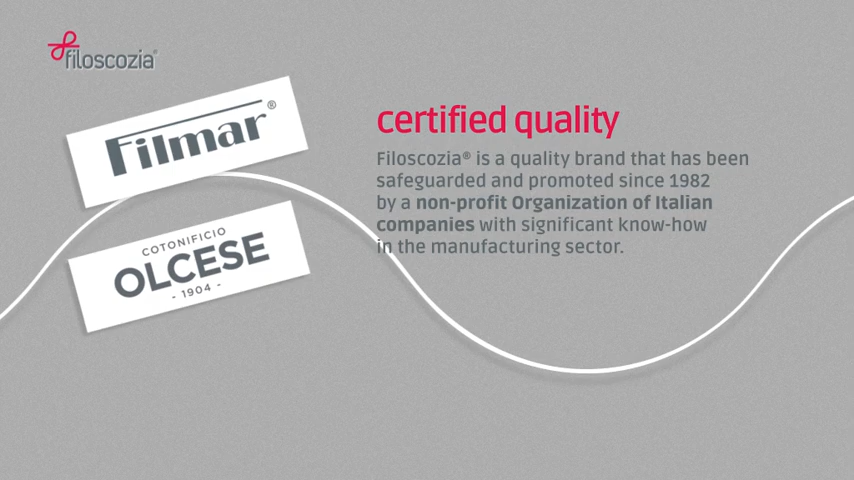 filoscozia®
Filmar®
COTONIFICIO
OLCESE
- 1904 -
certified quality
Filoscozia® is a quality brand that has been
safeguarded and promoted since 1982
by a non-profit Organization of Italian
companies with significant know-how
in the manufacturing sector.